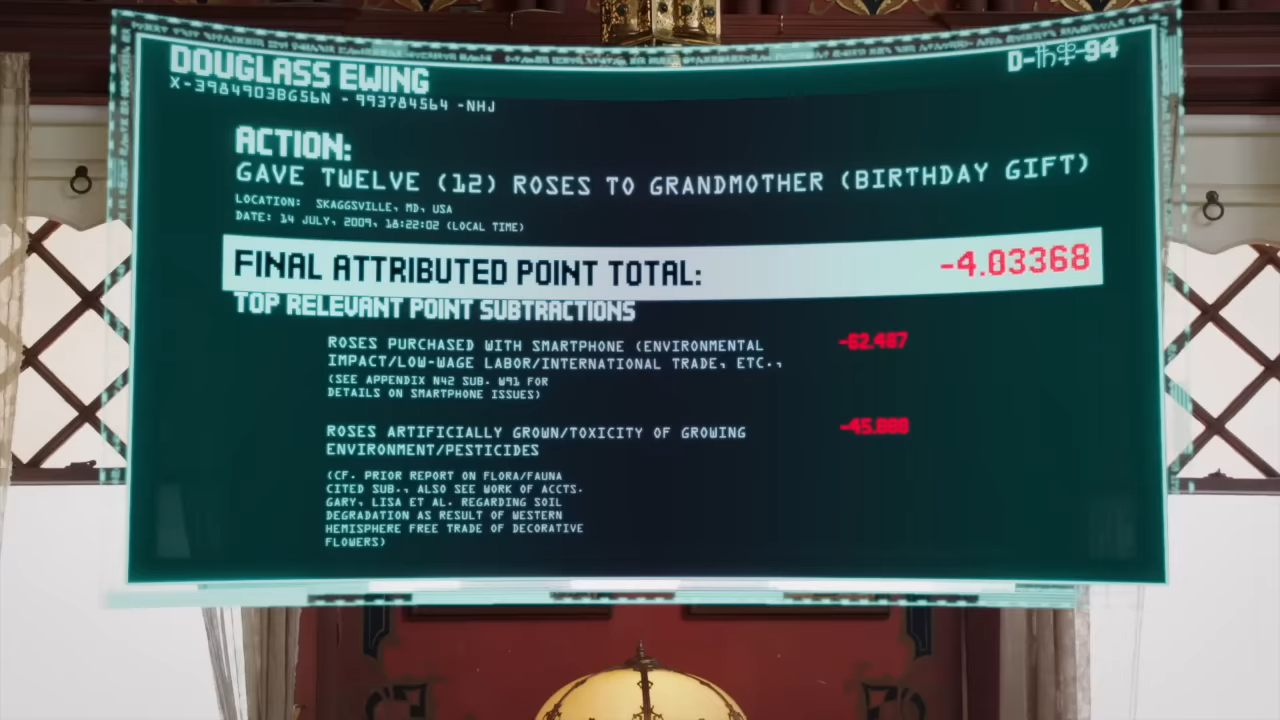 DOUGLASS EWING
X-3984903BG56N - 993784564 -NHJ
ACTION:
GAVE TWELVE (12) ROSES TO GRANDMOTHER (BIRTHDAY GIFT)
LOCATION: SKAGGSVILLE, MD, USA
DATE: 14 JULY, 2009, 18:22:02 (LOCAL TIME)
FINAL ATTRIBUTED POINT TOTAL: -4.03368
TOP RELEVANT POINT SUBTRACTIONS
ROSES PURCHASED WITH SMARTPHONE (ENVIRONMENTAL -62.487
IMPACT/LOW-WAGE LABOR/INTERNATIONAL TRADE, ETC.,
(SEE APPENDIX N42 SUB. W91 FOR
DETAILS ON SMARTPHONE ISSUES)
ROSES ARTIFICIALLY GROWN/TOXICITY OF GROWING
ENVIRONMENT/PESTICIDES
(CF. PRIOR REPORT ON FLORA/FAUNA
CITED SUB., ALSO SEE WORK OF ACCTS.
GARY, LISA ET AL. REGARDING SOIL
DEGRADATION AS RESULT OF WESTERN
HEMISPHERE FREE TRADE OF DECORATIVE
FLOWERS)